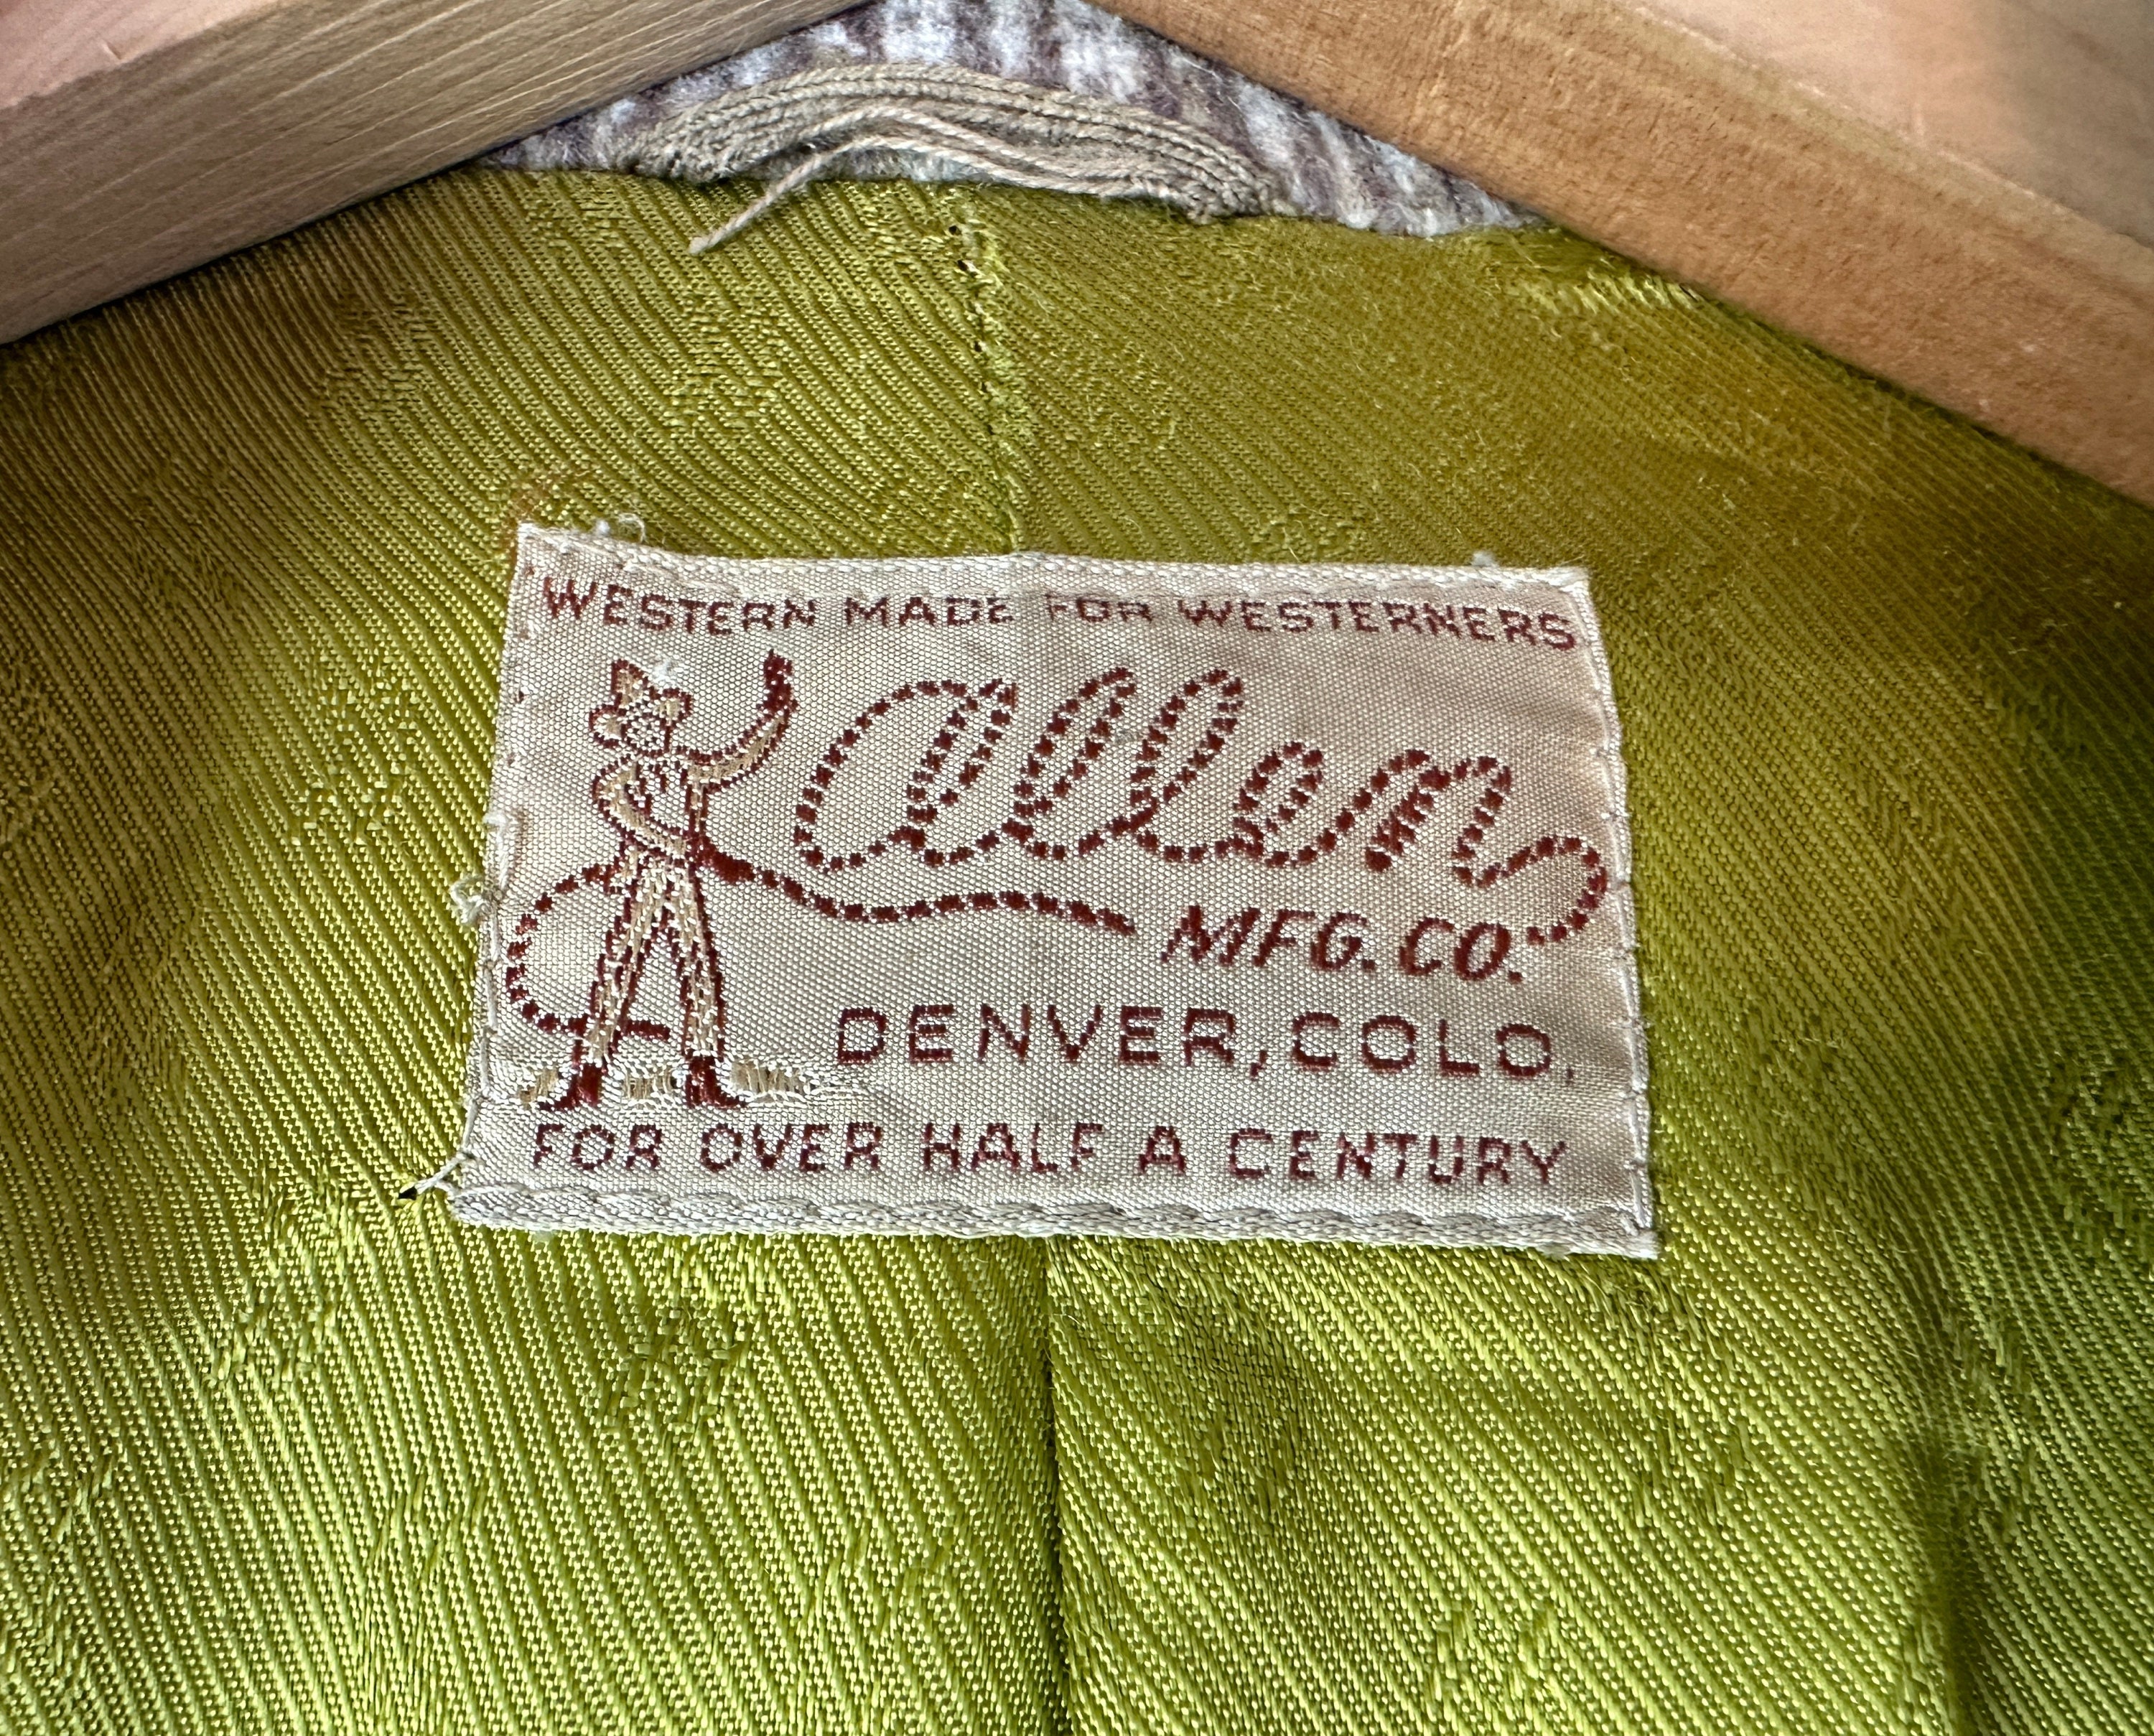 WESTERN MADE FOR WESTERNERS
Allen
MFG. CO.
DENVER, COLO.
FOR OVER HALF A CENTURY